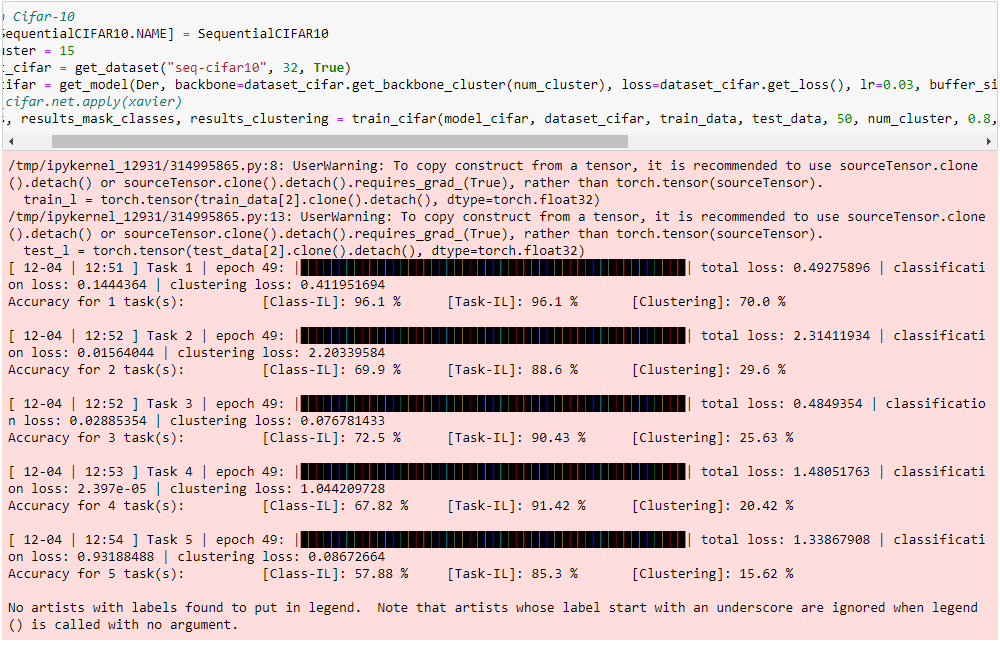 Cifar-10
SequentialCIFAR10.NAME] = SequentialCIFAR10
ster = 15
_cifar = get_dataset("seq-cifar10", 32, True)
ifar = get_model(Der, backbone=dataset_cifar.get_backbone_cluster(num_cluster), loss=dataset_cifar.get_loss(), lr=0.03, buffer_si
_cifar.net.apply(xavier)
, results_mask_classes, results_clustering = train_cifar(model_cifar, dataset_cifar, train_data, test_data, 50, num_cluster, 0.8,
/tmp/ipykernel_12931/314995865.py:8: UserWarning: To copy construct from a tensor, it is recommended to use sourceTensor.clone
().detach() or sourceTensor.clone().detach().requires_grad_(True), rather than torch.tensor(sourceTensor).
train_l = torch.tensor(train_data[2].clone().detach(), dtype=torch.float32)
/tmp/ipykernel_12931/314995865.py:13: UserWarning: To copy construct from a tensor, it is recommended to use sourceTensor.clone
().detach() or sourceTensor.clone().detach().requires_grad_(True), rather than torch.tensor(sourceTensor).
test_l = torch.tensor(test_data[2].clone().detach(), dtype=torch.float32)
[ 12-04 | 12:51 ] Task 1 | epoch 49: | | total loss: 0.49275896 | classificati
on loss: 0.1444364 | clustering loss: 0.411951694
Accuracy for 1 task(s): [Class-IL]: 96.1 % [Task-IL]: 96.1 % [Clustering]: 70.0 %
[ 12-04 | 12:52 ] Task 2 | epoch 49: | | total loss: 2.31411934 | classificati
on loss: 0.01564044 | clustering loss: 2.20339584
Accuracy for 2 task(s): [Class-IL]: 69.9 % [Task-IL]: 88.6 % [Clustering]: 29.6 %
[ 12-04 | 12:52 ] Task 3 | epoch 49: | | total loss: 0.4849354 | classificatio
n loss: 0.02885354 | clustering loss: 0.076781433
Accuracy for 3 task(s): [Class-IL]: 72.5 % [Task-IL]: 90.43 % [Clustering]: 25.63 %
[ 12-04 | 12:53 ] Task 4 | epoch 49: | | total loss: 1.48051763 | classificati
on loss: 2.397e-05 | clustering loss: 1.044209728
Accuracy for 4 task(s): [Class-IL]: 67.82 % [Task-IL]: 91.42 % [Clustering]: 20.42 %
[ 12-04 | 12:54 ] Task 5 | epoch 49: | | total loss: 1.33867908 | classificati
on loss: 0.93188488 | clustering loss: 0.08672664
Accuracy for 5 task(s): [Class-IL]: 57.88 % [Task-IL]: 85.3 % [Clustering]: 15.62 %
No artists with labels found to put in legend.  Note that artists whose label start with an underscore are ignored when legend
() is called with no argument.